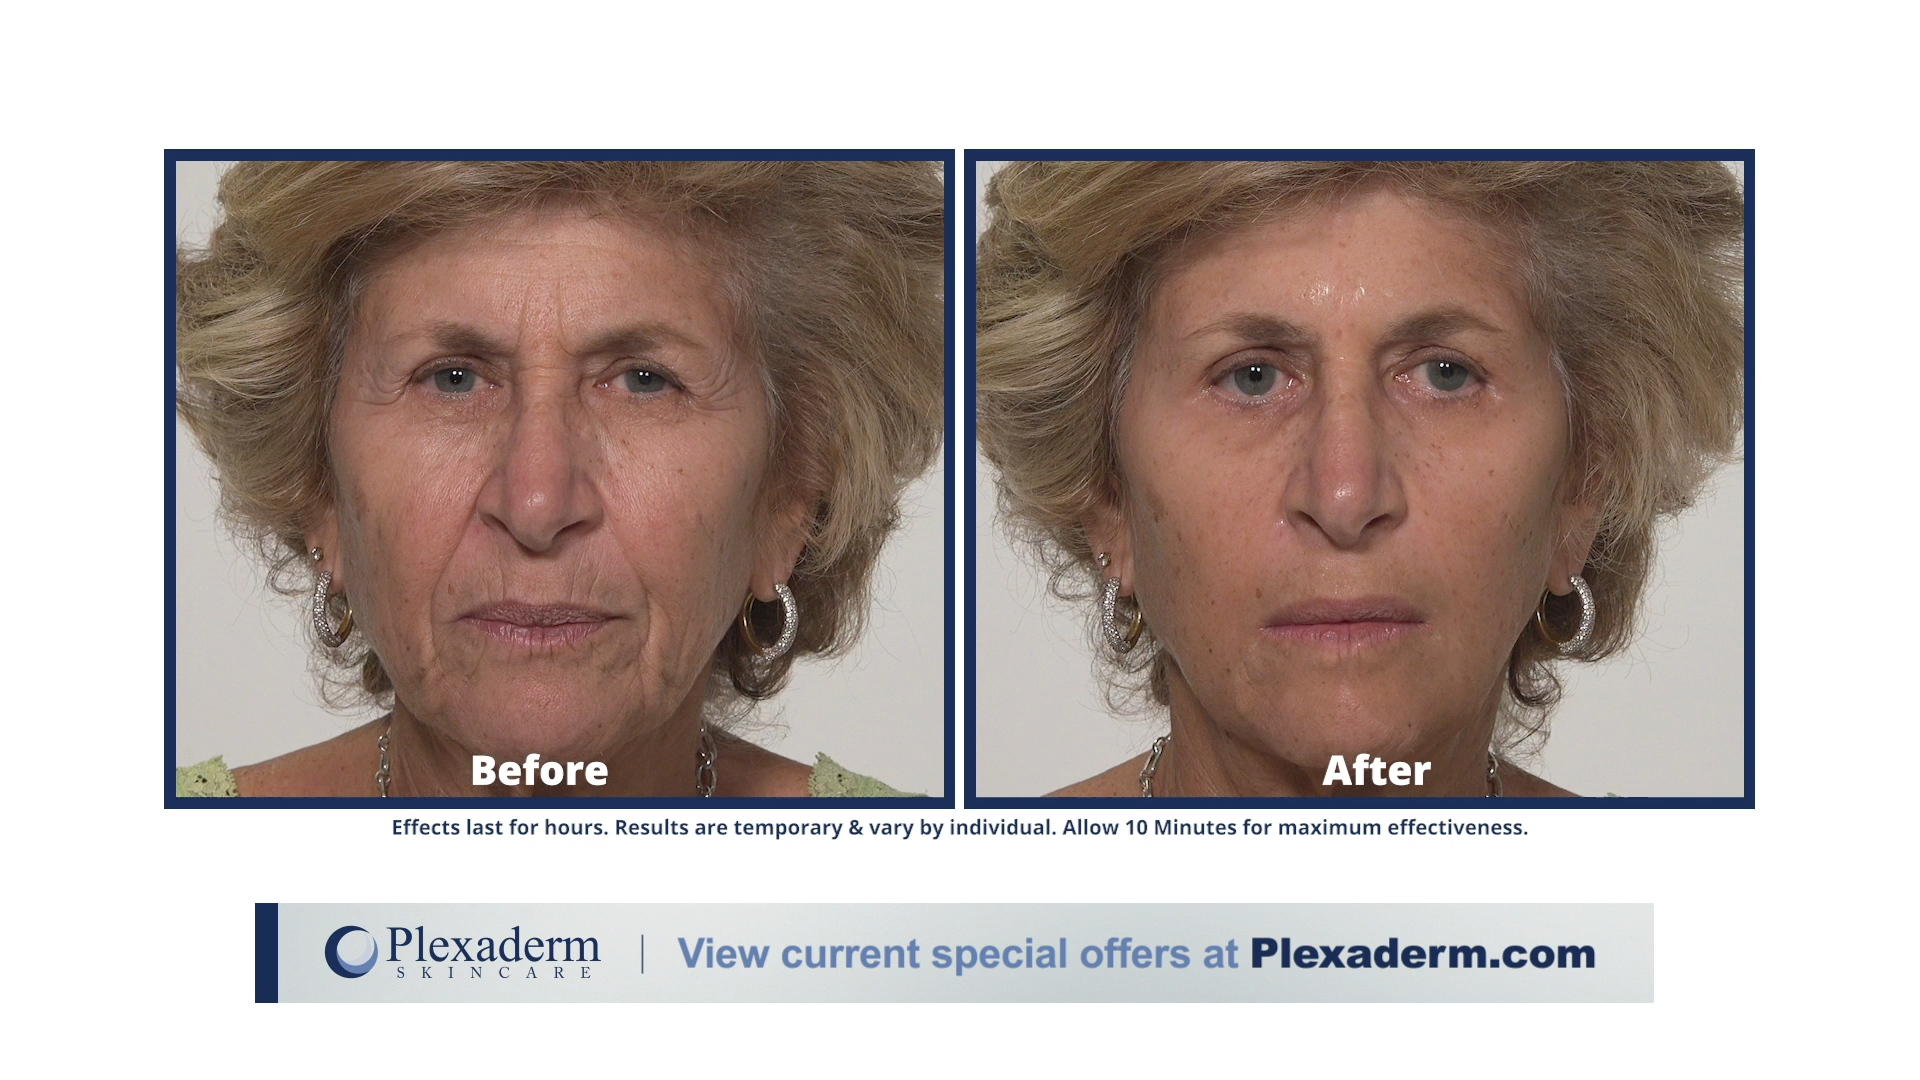 Before
After
Effects last for hours. Results are temporary & vary by individual. Allow 10 Minutes for maximum effectiveness.
Plexaderm
SKINCARE
View current special offers at Plexaderm.com